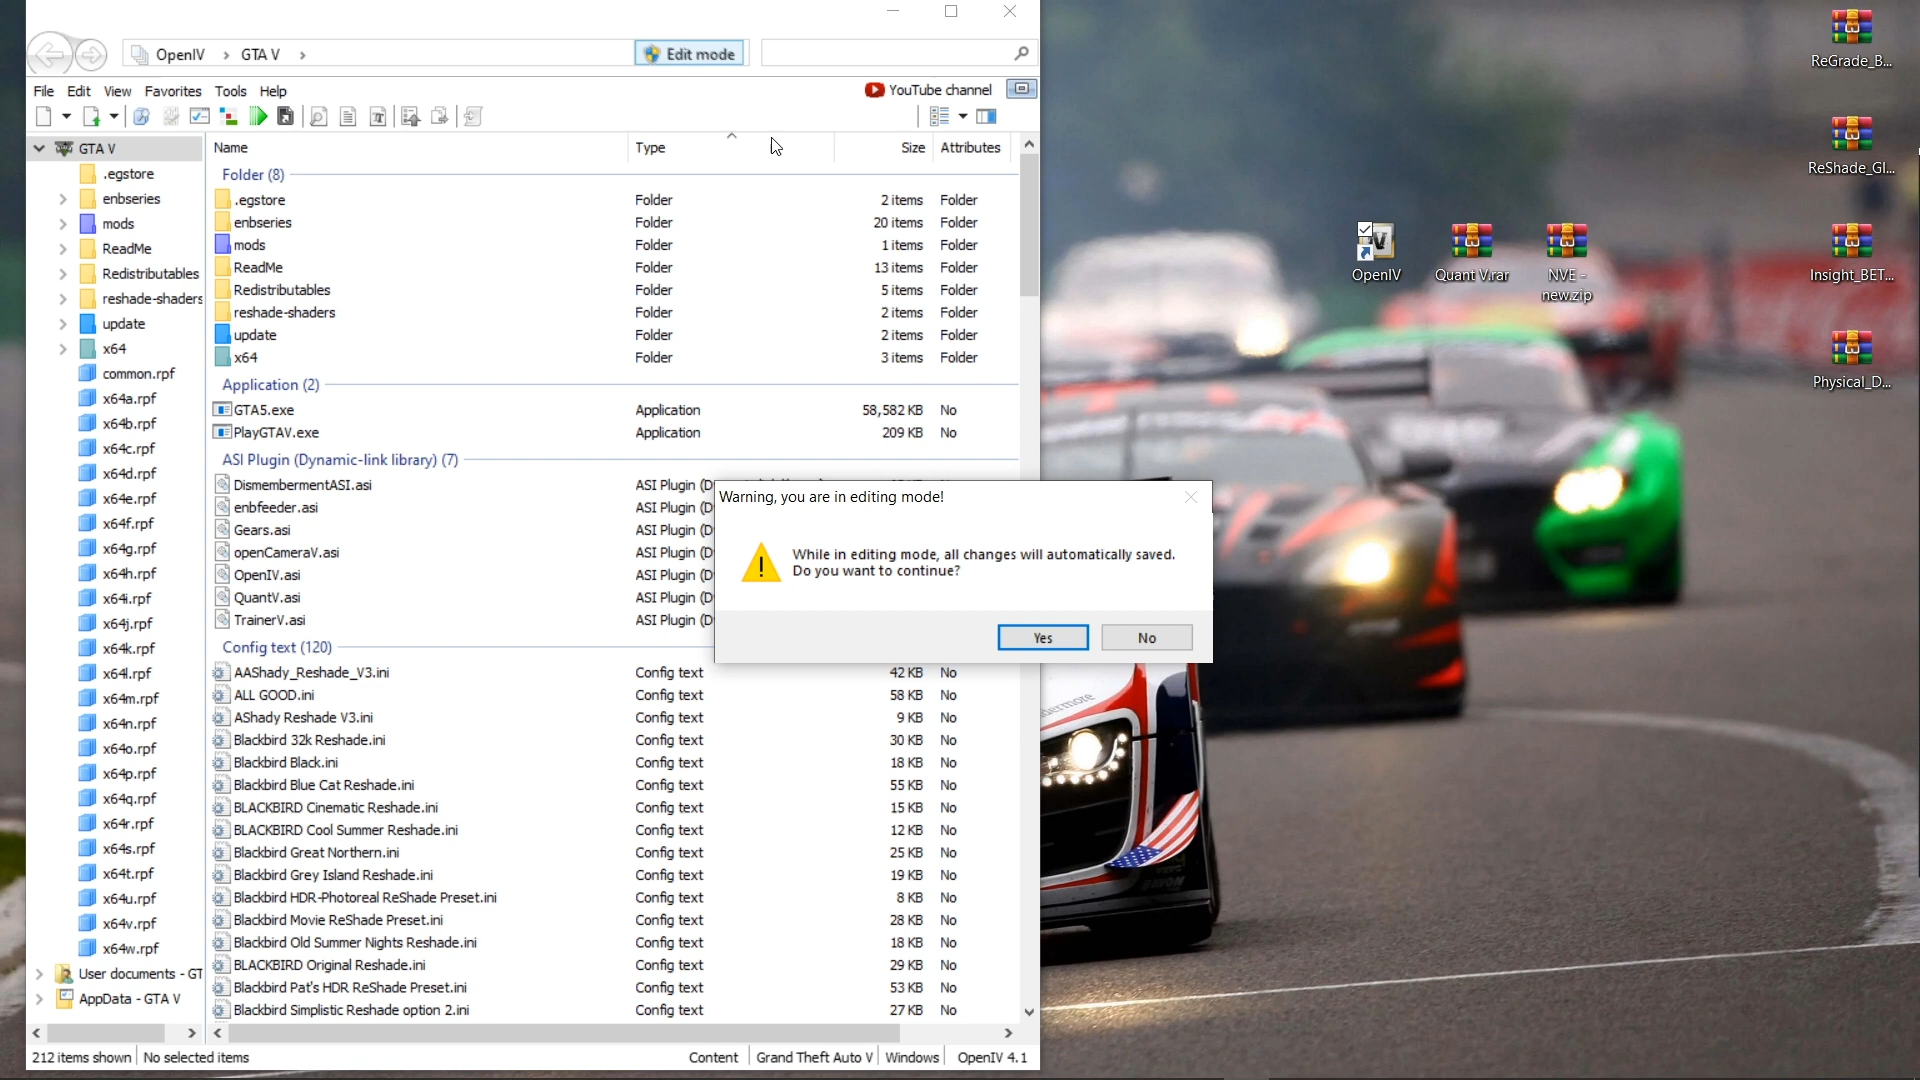 OpenIV
GTA V
Edit mode
File Edit View Favorites Tools Help
YouTube channel
GTA V
.egstore
enbseries
mods
ReadMe
Redistributables
reshade-shaders
update
x64
common.rpf
x64a.rpf
x64b.rpf
x64c.rpf
x64d.rpf
x64e.rpf
x64f.rpf
x64g.rpf
x64h.rpf
x64i.rpf
x64j.rpf
x64k.rpf
x64l.rpf
x64m.rpf
x64n.rpf
x64o.rpf
x64p.rpf
x64q.rpf
x64r.rpf
x64s.rpf
x64t.rpf
x64u.rpf
x64v.rpf
x64w.rpf
User documents - GT
AppData - GTA V
Name Type Size Attributes
Folder (8)
.egstore Folder 2 items Folder
enbseries Folder 20 items Folder
mods Folder 1 items Folder
ReadMe Folder 13 items Folder
Redistributables Folder 5 items Folder
reshade-shaders Folder 2 items Folder
update Folder 2 items Folder
x64 Folder 3 items Folder
Application (2)
GTA5.exe Application 58,582 KB No
PlayGTAV.exe Application 209 KB No
ASI Plugin (Dynamic-link library) (7)
DismembermentASI.asi ASI Plugin (D
enbfeeder.asi ASI Plugin (D
Gears.asi ASI Plugin (D
openCameraV.asi ASI Plugin (D
OpenIV.asi ASI Plugin (D
QuantV.asi ASI Plugin (D
TrainerV.asi ASI Plugin (D
Config text (120)
AAShady_Reshade_V3.ini Config text 42 KB No
ALL GOOD.ini Config text 58 KB No
AShady Reshade V3.ini Config text 9 KB No
Blackbird 32k Reshade.ini Config text 30 KB No
Blackbird Black.ini Config text 18 KB No
Blackbird Blue Cat Reshade.ini Config text 55 KB No
BLACKBIRD Cinematic Reshade.ini Config text 15 KB No
BLACKBIRD Cool Summer Reshade.ini Config text 12 KB No
Blackbird Great Northern.ini Config text 25 KB No
Blackbird Grey Island Reshade.ini Config text 19 KB No
Blackbird HDR-Photoreal ReShade Preset.ini Config text 8 KB No
Blackbird Movie ReShade Preset.ini Config text 28 KB No
Blackbird Old Summer Nights Reshade.ini Config text 18 KB No
BLACKBIRD Original Reshade.ini Config text 29 KB No
Blackbird Pat's HDR ReShade Preset.ini Config text 53 KB No
Blackbird Simplistic Reshade option 2.ini Config text 27 KB No
212 items shown No selected items Content Grand Theft Auto V Windows OpenIV 4.1
Warning, you are in editing mode!
While in editing mode, all changes will automatically saved.
Do you want to continue?
Yes No
OpenIV
Quant V.rar
NVE -
new.zip
ReGrade_B...
ReShade_Gl...
Insight_BET...
Physical_D...